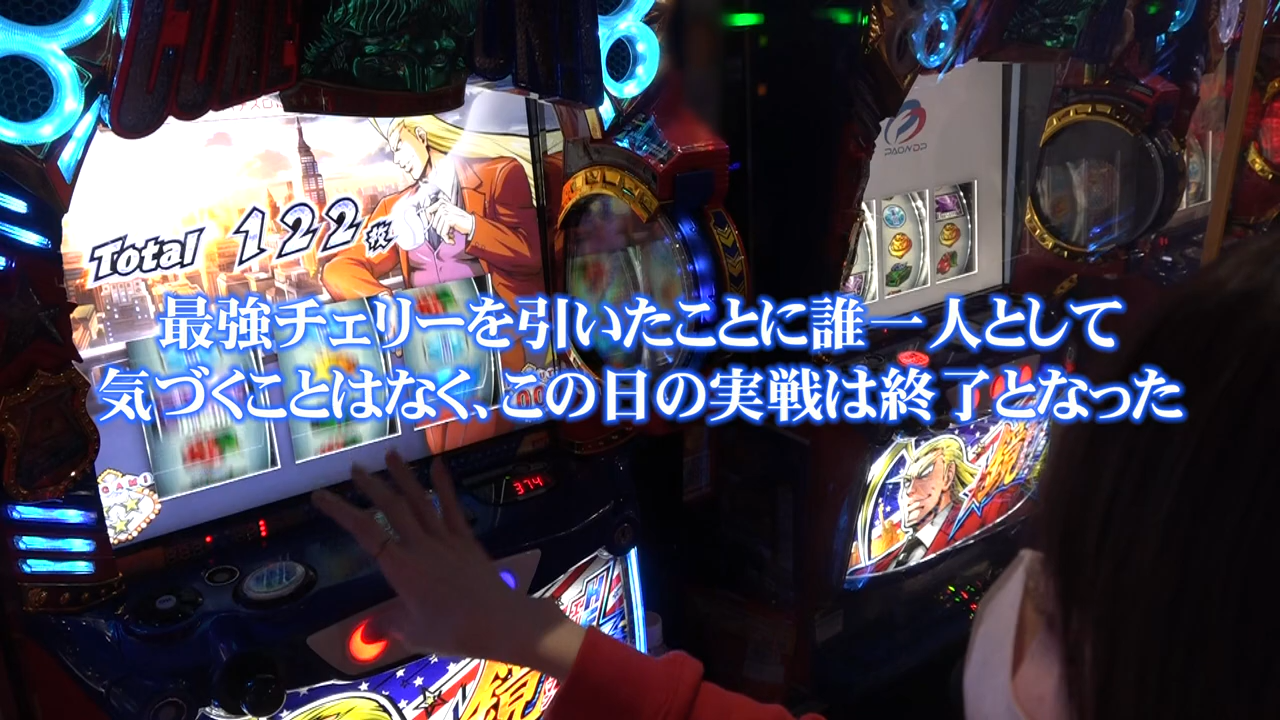 Total 122枚
最強チェリーを引いたことに誰一人として
気づくことはなく、この日の実戦は終了となった
PAON DP
374